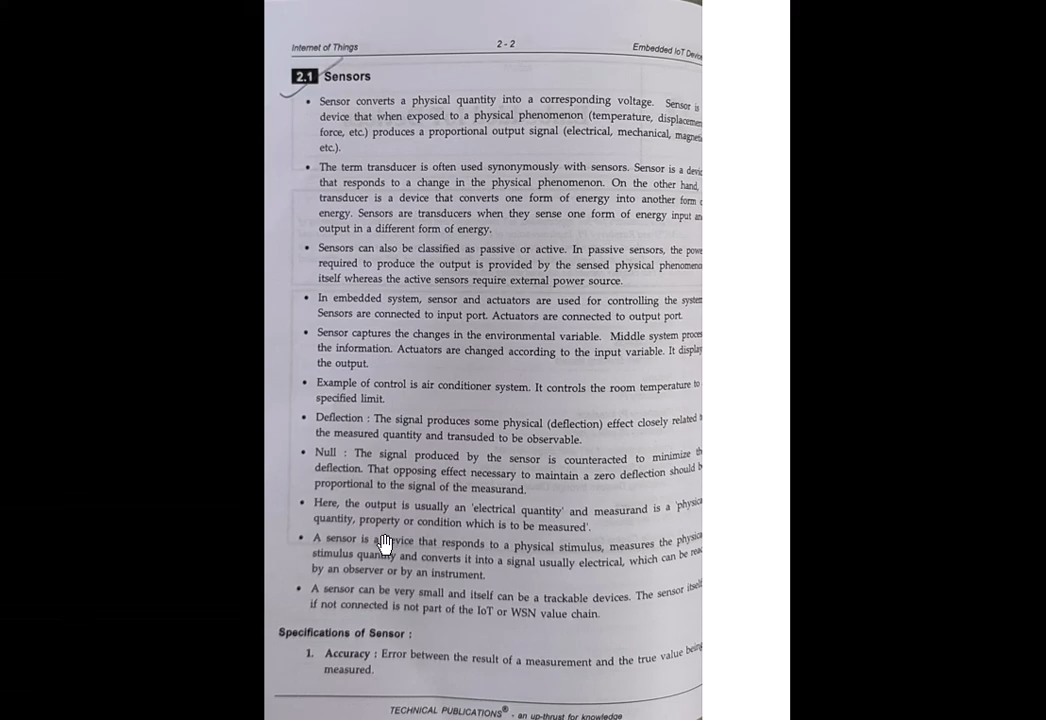 Internet of Things
2 - 2
Embedded IoT Devic
2.1 Sensors
• Sensor converts a physical quantity into a corresponding voltage. Sensor is
device that when exposed to a physical phenomenon (temperature, displacemen
force, etc.) produces a proportional output signal (electrical, mechanical, magnet
etc.).
• The term transducer is often used synonymously with sensors. Sensor is a devic
that responds to a change in the physical phenomenon. On the other hand,
transducer is a device that converts one form of energy into another form o
energy. Sensors are transducers when they sense one form of energy input an
output in a different form of energy.
• Sensors can also be classified as passive or active. In passive sensors, the powe
required to produce the output is provided by the sensed physical phenomeno
itself whereas the active sensors require external power source.
• In embedded system, sensor and actuators are used for controlling the system
Sensors are connected to input port. Actuators are connected to output port.
• Sensor captures the changes in the environmental variable. Middle system proces
the information. Actuators are changed according to the input variable. It display
the output.
• Example of control is air conditioner system. It controls the room temperature to
specified limit.
• Deflection : The signal produces some physical (deflection) effect closely related t
the measured quantity and transuded to be observable.
• Null : The signal produced by the sensor is counteracted to minimize th
deflection. That opposing effect necessary to maintain a zero deflection should b
proportional to the signal of the measurand.
• Here, the output is usually an 'electrical quantity' and measurand is a 'physica
quantity, property or condition which is to be measured'.
• A sensor is a device that responds to a physical stimulus, measures the physica
stimulus quantity and converts it into a signal usually electrical, which can be rea
by an observer or by an instrument.
• A sensor can be very small and itself can be a trackable devices. The sensor itself
if not connected is not part of the IoT or WSN value chain.
Specifications of Sensor :
1. Accuracy : Error between the result of a measurement and the true value being
measured.
TECHNICAL PUBLICATIONS® - an up-thrust for knowledge